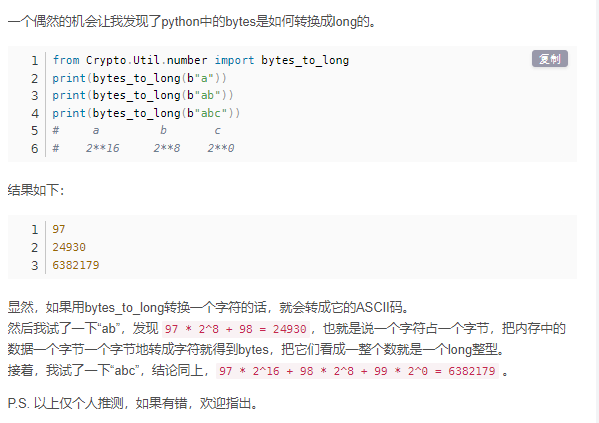 一个偶然的机会让我发现了python中的bytes是如何转换成long的。
复制
1 from Crypto.Util.number import bytes_to_long
2 print(bytes_to_long(b"a"))
3 print(bytes_to_long(b"ab"))
4 print(bytes_to_long(b"abc"))
5 #     a         b       c
6 #    2**16     2**8    2**0
结果如下：
1 97
2 24930
3 6382179
显然，如果用bytes_to_long转换一个字符的话，就会转成它的ASCII码。
然后我试了一下“ab”，发现 97 * 2^8 + 98 = 24930，也就是说一个字符占一个字节，把内存中的
数据一个字节一个字节地转成字符就得到bytes，把它们看成一整个数就是一个long整型。
接着，我试了一下“abc”，结论同上，97 * 2^16 + 98 * 2^8 + 99 * 2^0 = 6382179 。
P.S. 以上仅个人推测，如果有错，欢迎指出。